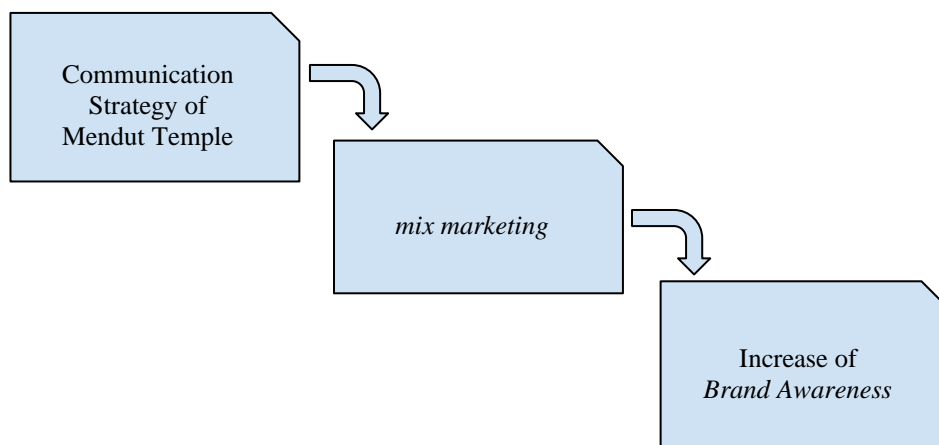 Communication
Strategy of
Mendut Temple
mix marketing
Increase of
Brand Awareness